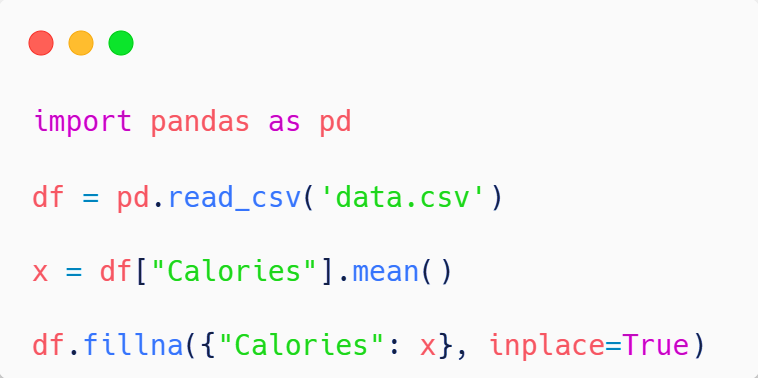 import pandas as pd
df = pd.read_csv('data.csv')
x = df["Calories"].mean()
df.fillna({"Calories": x}, inplace=True)